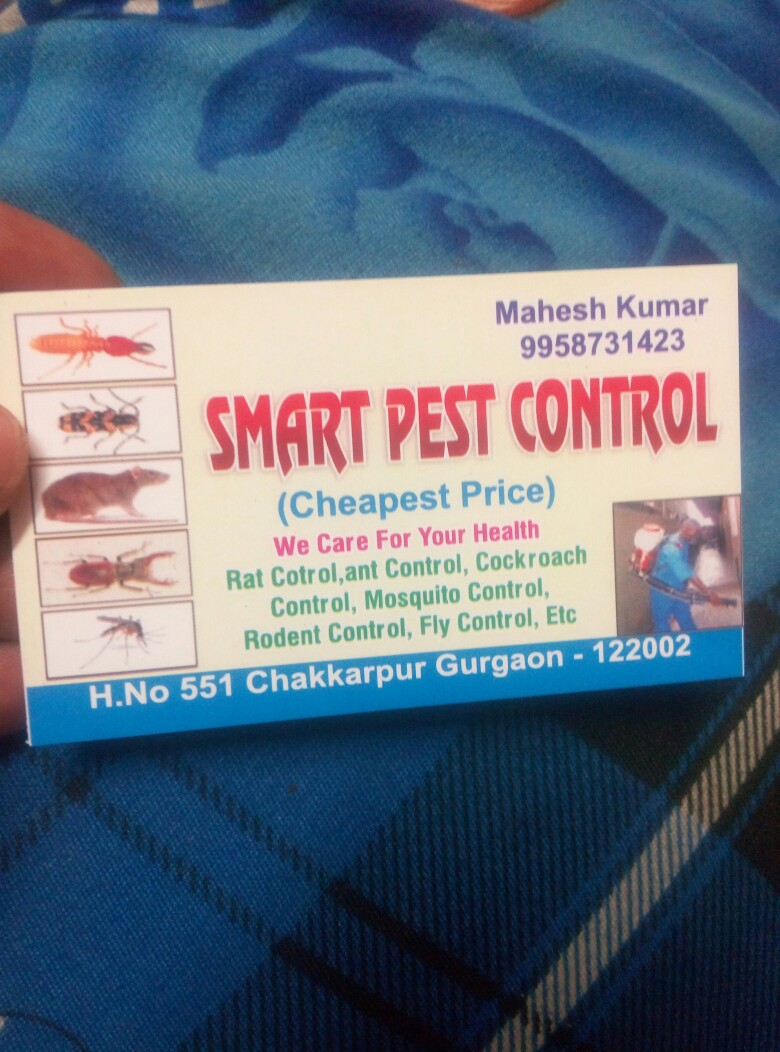 Mahesh Kumar
9958731423
SMART PEST CONTROL
(Cheapest Price)
We Care For Your Health
Rat Cotrol,ant Control, Cockroach
Control, Mosquito Control,
Rodent Control, Fly Control, Etc
H.No 551 Chakkarpur Gurgaon - 122002